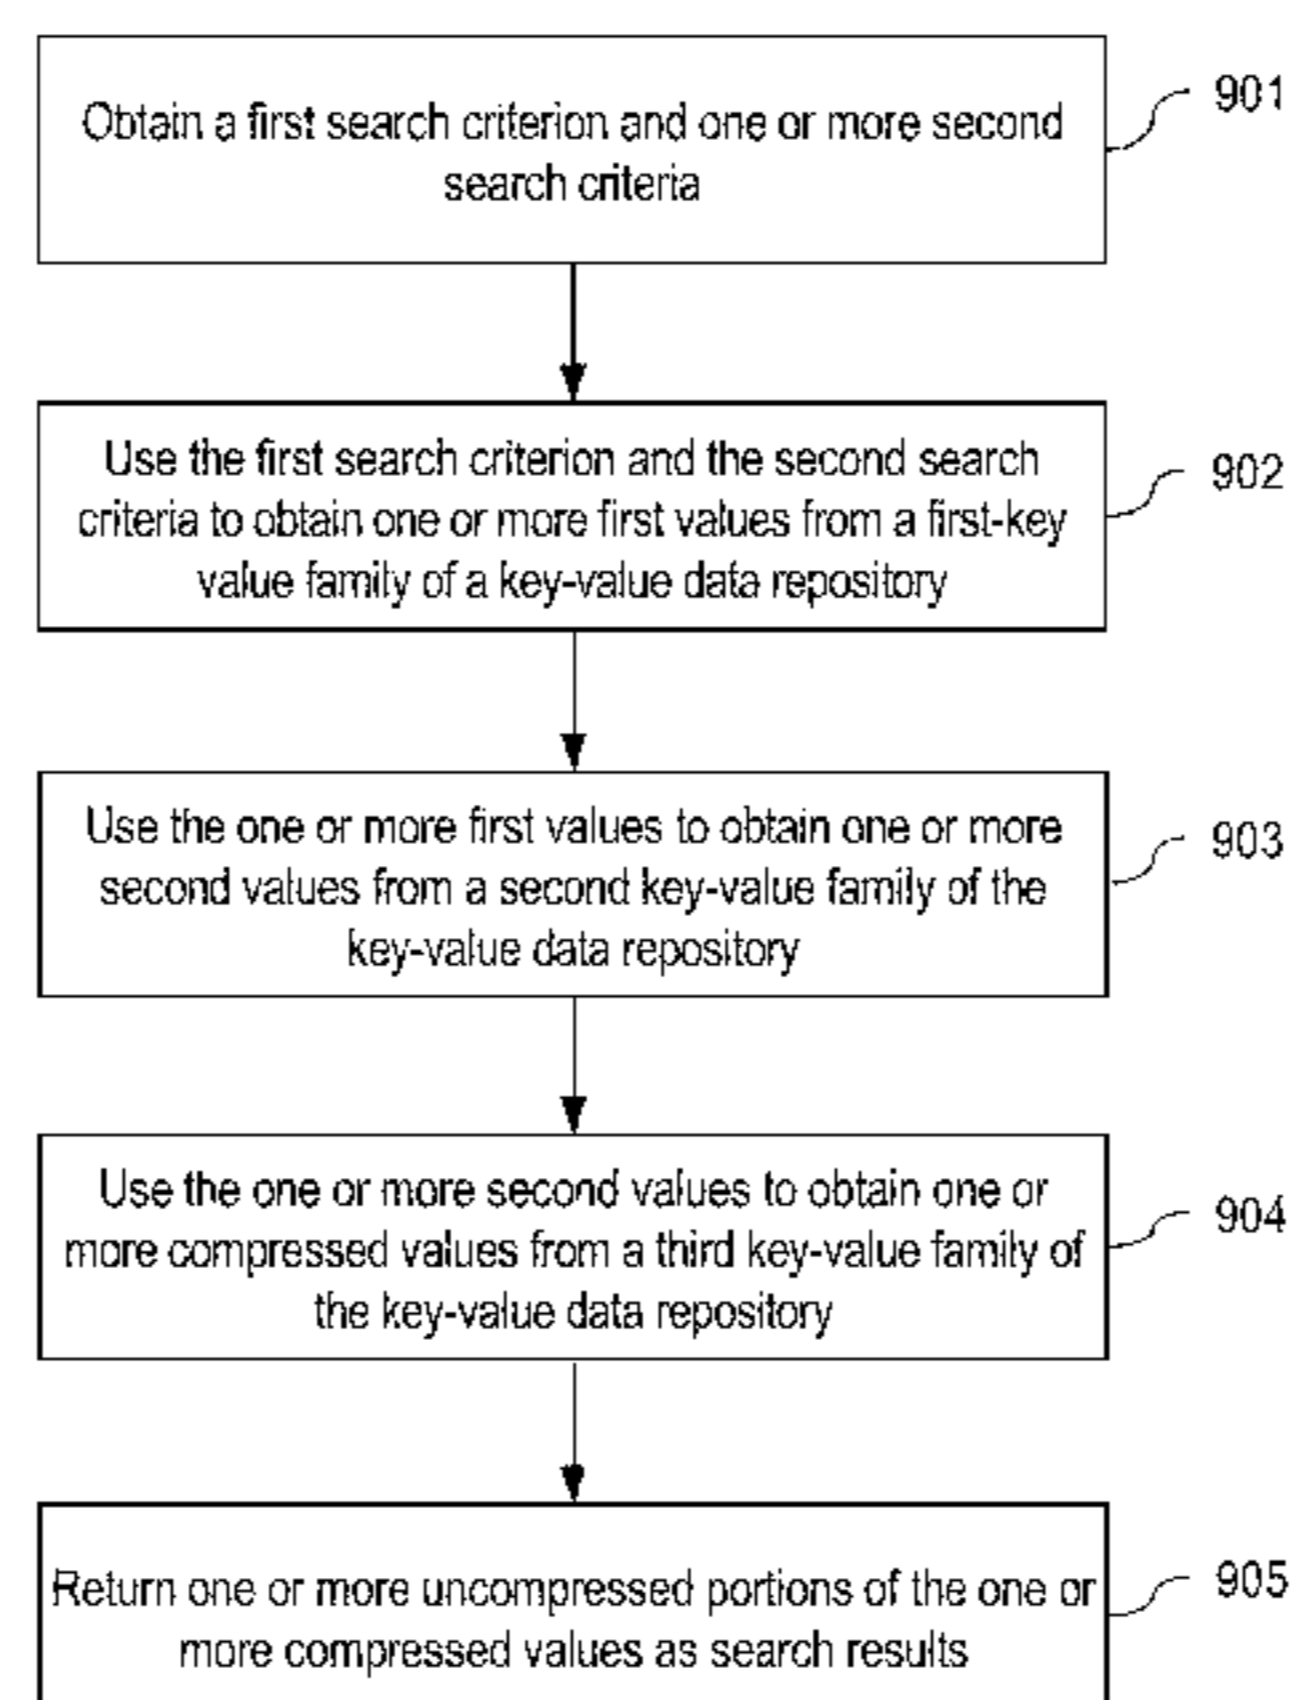 Obtain a first search criterion and one or more second
search criteria
901
Use the first search criterion and the second search
criteria to obtain one or more first values from a first-key
value family of a key-value data repository
902
Use the one or more first values to obtain one or more
second values from a second key-value family of the
key-value data repository
903
Use the one or more second values to obtain one or
more compressed values from a third key-value family of
the key-value data repository
904
Return one or more uncompressed portions of the one or
more compressed values as search results
905